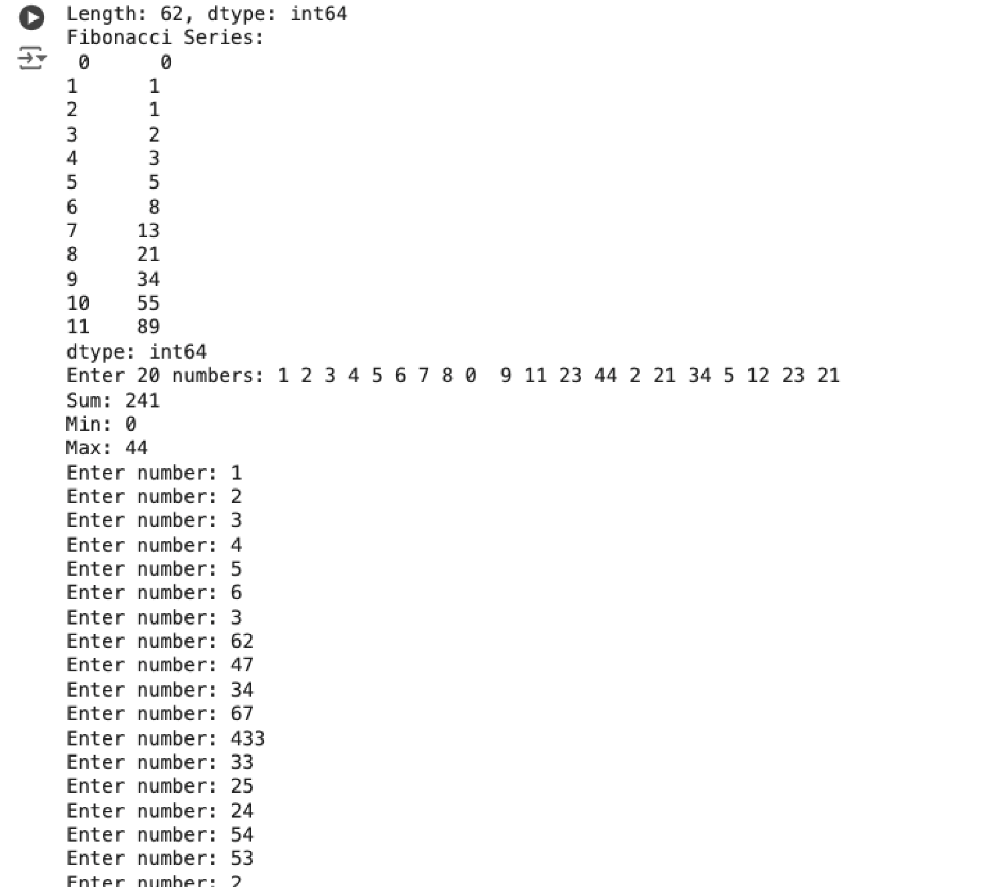 Length: 62, dtype: int64
Fibonacci Series:
 0      0
1      1
2      1
3      2
4      3
5      5
6      8
7     13
8     21
9     34
10    55
11    89
dtype: int64
Enter 20 numbers: 1 2 3 4 5 6 7 8 0  9 11 23 44 2 21 34 5 12 23 21
Sum: 241
Min: 0
Max: 44
Enter number: 1
Enter number: 2
Enter number: 3
Enter number: 4
Enter number: 5
Enter number: 6
Enter number: 3
Enter number: 62
Enter number: 47
Enter number: 34
Enter number: 67
Enter number: 433
Enter number: 33
Enter number: 25
Enter number: 24
Enter number: 54
Enter number: 53
Enter number: 2